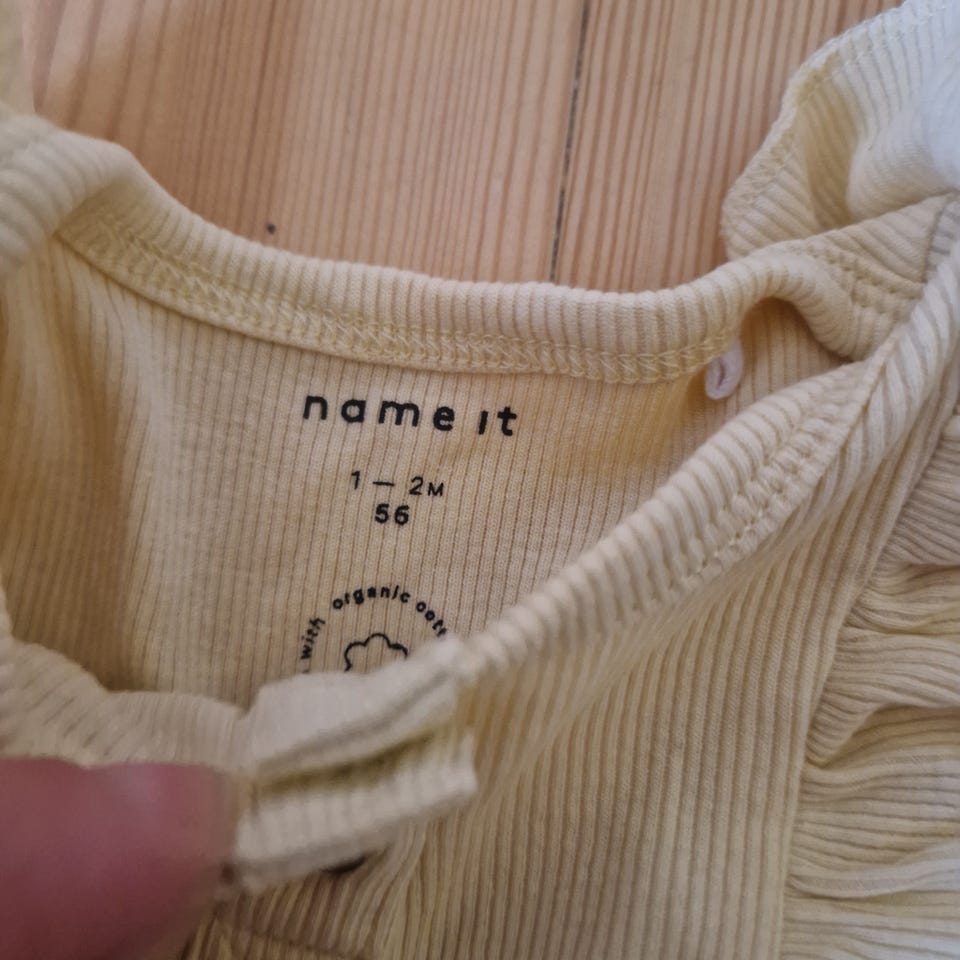 name it
1 — 2M
56
with organic